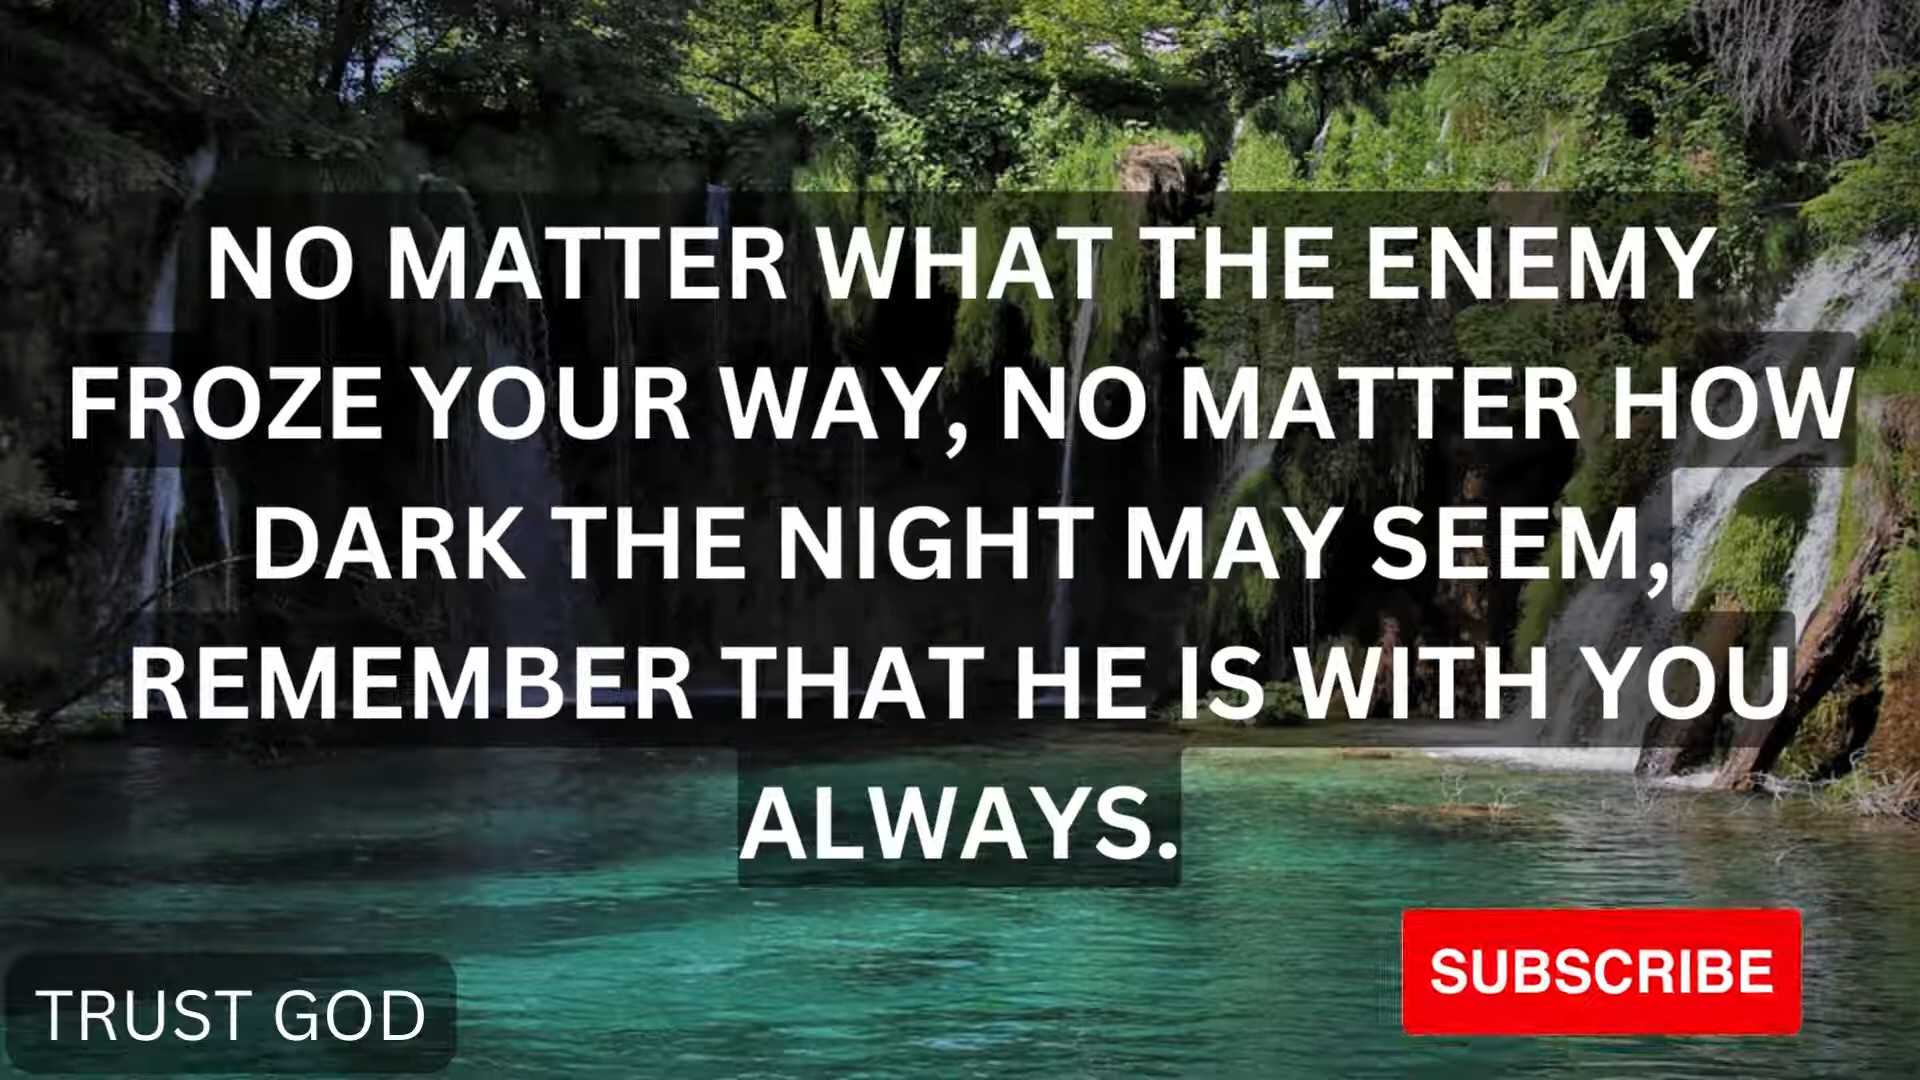 NO MATTER WHAT THE ENEMY
FROZE YOUR WAY, NO MATTER HOW
DARK THE NIGHT MAY SEEM,
REMEMBER THAT HE IS WITH YOU
ALWAYS.
SUBSCRIBE
TRUST GOD